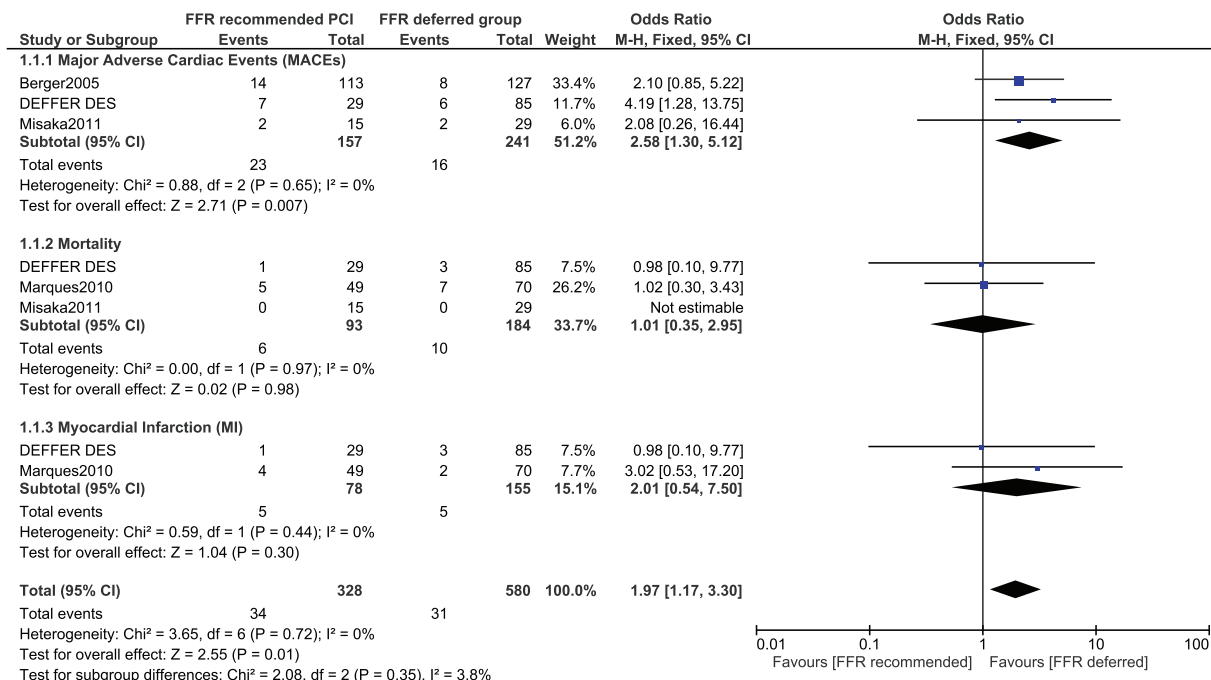 FFR recommended PCI FFR deferred group Odds Ratio Odds Ratio
Study or Subgroup Events Total Events Total Weight M-H, Fixed, 95% CI M-H, Fixed, 95% CI
1.1.1 Major Adverse Cardiac Events (MACEs)
Berger2005 14 113 8 127 33.4% 2.10 [0.85, 5.22]
DEFFER DES 7 29 6 85 11.7% 4.19 [1.28, 13.75]
Misaka2011 2 15 2 29 6.0% 2.08 [0.26, 16.44]
Subtotal (95% CI) 157 241 51.2% 2.58 [1.30, 5.12]
Total events 23 16
Heterogeneity: Chi² = 0.88, df = 2 (P = 0.65); I² = 0%
Test for overall effect: Z = 2.71 (P = 0.007)
1.1.2 Mortality
DEFFER DES 1 29 3 85 7.5% 0.98 [0.10, 9.77]
Marques2010 5 49 7 70 26.2% 1.02 [0.30, 3.43]
Misaka2011 0 15 0 29 Not estimable
Subtotal (95% CI) 93 184 33.7% 1.01 [0.35, 2.95]
Total events 6 10
Heterogeneity: Chi² = 0.00, df = 1 (P = 0.97); I² = 0%
Test for overall effect: Z = 0.02 (P = 0.98)
1.1.3 Myocardial Infarction (MI)
DEFFER DES 1 29 3 85 7.5% 0.98 [0.10, 9.77]
Marques2010 4 49 2 70 7.7% 3.02 [0.53, 17.20]
Subtotal (95% CI) 78 155 15.1% 2.01 [0.54, 7.50]
Total events 5 5
Heterogeneity: Chi² = 0.59, df = 1 (P = 0.44); I² = 0%
Test for overall effect: Z = 1.04 (P = 0.30)
Total (95% CI) 328 580 100.0% 1.97 [1.17, 3.30]
Total events 34 31
Heterogeneity: Chi² = 3.65, df = 6 (P = 0.72); I² = 0%
Test for overall effect: Z = 2.55 (P = 0.01)
Test for subgroup differences: Chi² = 2.08, df = 2 (P = 0.35), I² = 3.8%
0.01 0.1 1 10 100
Favours [FFR recommended] Favours [FFR deferred]